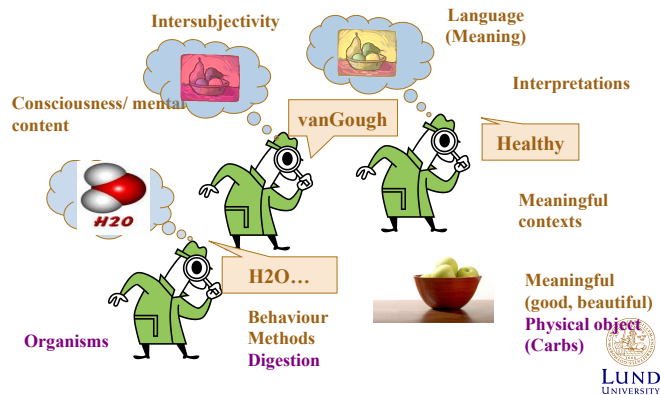 Intersubjectivity
Language
(Meaning)
Interpretations
Consciousness/ mental
content
vanGough
Healthy
H2O
Meaningful
contexts
H2O…
Meaningful
(good, beautiful)
Physical object
(Carbs)
Behaviour
Methods
Digestion
Organisms
LUND
UNIVERSITY